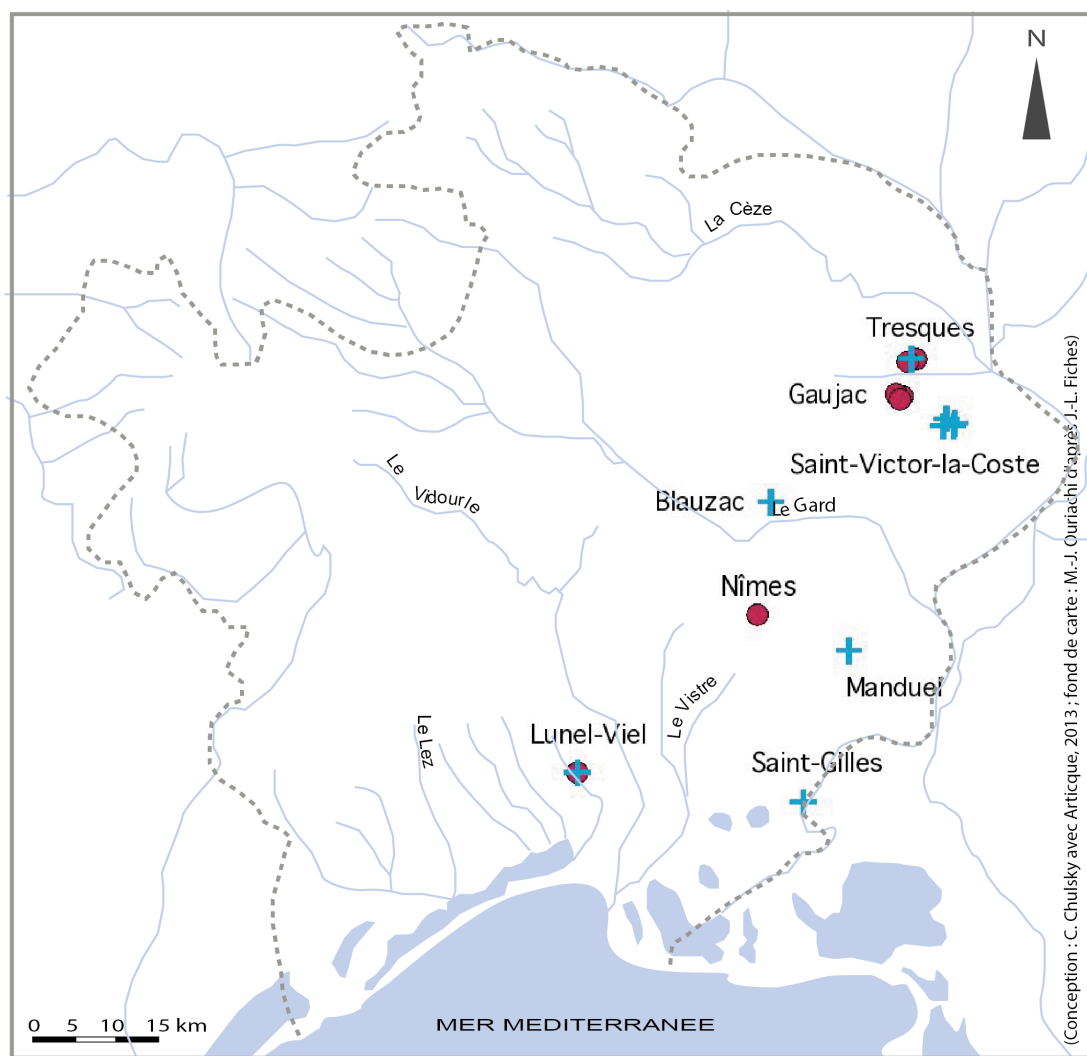 N
La Cèze
Tresques
Gaujac
Saint-Victor-la-Coste
Le
Vidourle
Blauzac
Le Gard
Nîmes
Manduel
Le Vistre
Le Lez
Lunel-Viel
Saint-Gilles
0 5 10 15 km
MER MEDITERRANEE
(Conception : C. Chulsky avec Articque, 2013 ; fond de carte : M.-J. Ouriachi d'après J.-L. Fiches)